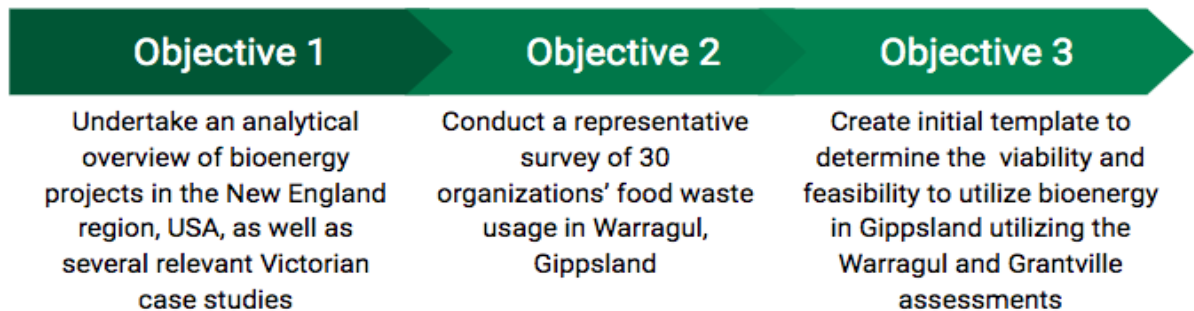 Objective 1
Undertake an analytical
overview of bioenergy
projects in the New England
region, USA, as well as
several relevant Victorian
case studies
Objective 2
Conduct a representative
survey of 30
organizations’ food waste
usage in Warragul,
Gippsland
Objective 3
Create initial template to
determine the viability and
feasibility to utilize bioenergy
in Gippsland utilizing the
Warragul and Grantville
assessments